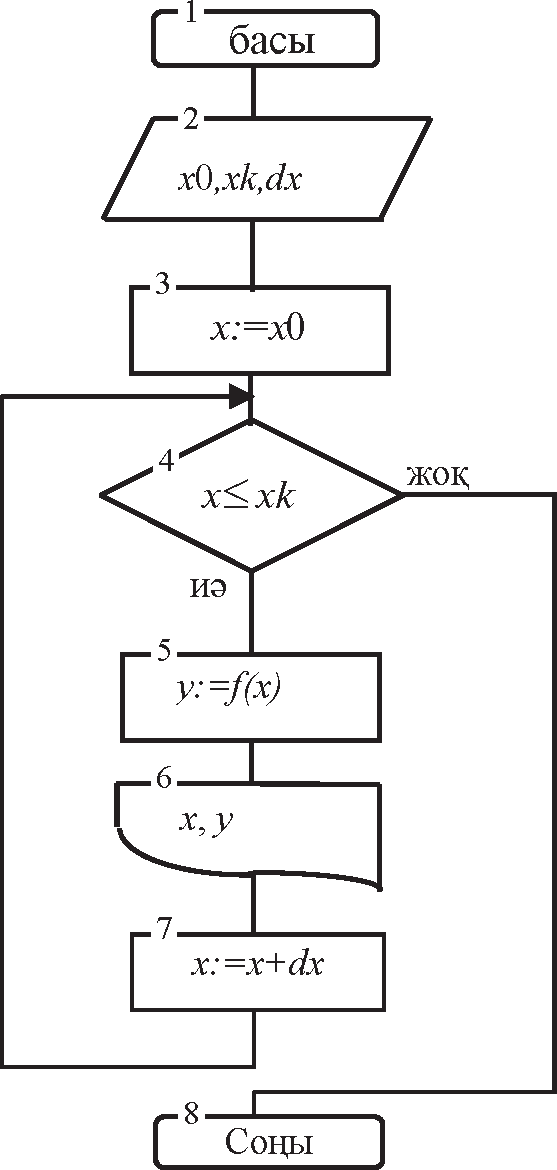 1
басы
2
x0,xk,dx
3
x:=x0
4
x≤ xk
жоқ
иә
5
y:=f(x)
6
x, y
7
x:=x+dx
8
Соңы